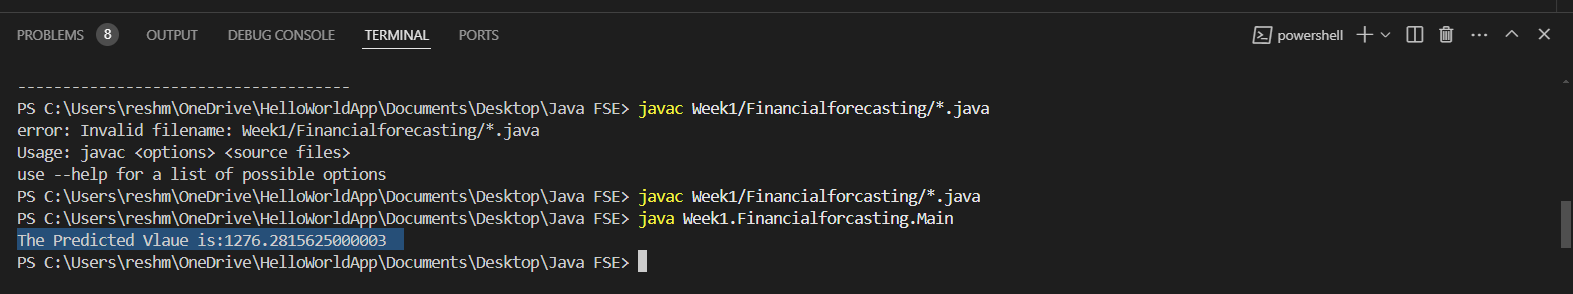 PROBLEMS 8 OUTPUT DEBUG CONSOLE TERMINAL PORTS powershell
------------------------------------
PS C:\Users\reshm\OneDrive\HelloWorldApp\Documents\Desktop\Java FSE> javac Week1/Financialforecasting/*.java
error: Invalid filename: Week1/Financialforecasting/*.java
Usage: javac <options> <source files>
use --help for a list of possible options
PS C:\Users\reshm\OneDrive\HelloWorldApp\Documents\Desktop\Java FSE> javac Week1/Financialforcasting/*.java
PS C:\Users\reshm\OneDrive\HelloWorldApp\Documents\Desktop\Java FSE> java Week1.Financialforcasting.Main
The Predicted Vlaue is:1276.2815625000003
PS C:\Users\reshm\OneDrive\HelloWorldApp\Documents\Desktop\Java FSE>